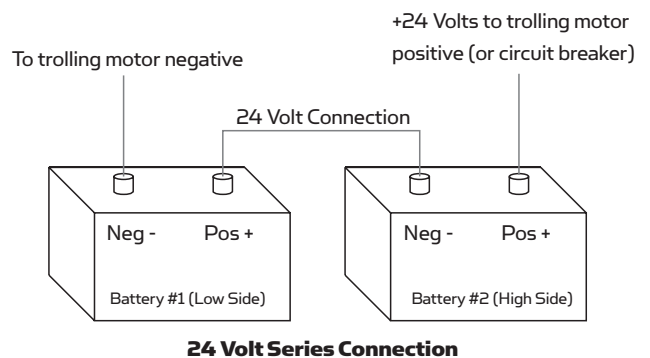 +24 Volts to trolling motor
positive (or circuit breaker)
To trolling motor negative
24 Volt Connection
Neg - Pos +
Neg - Pos +
Battery #1 (Low Side)
Battery #2 (High Side)
24 Volt Series Connection